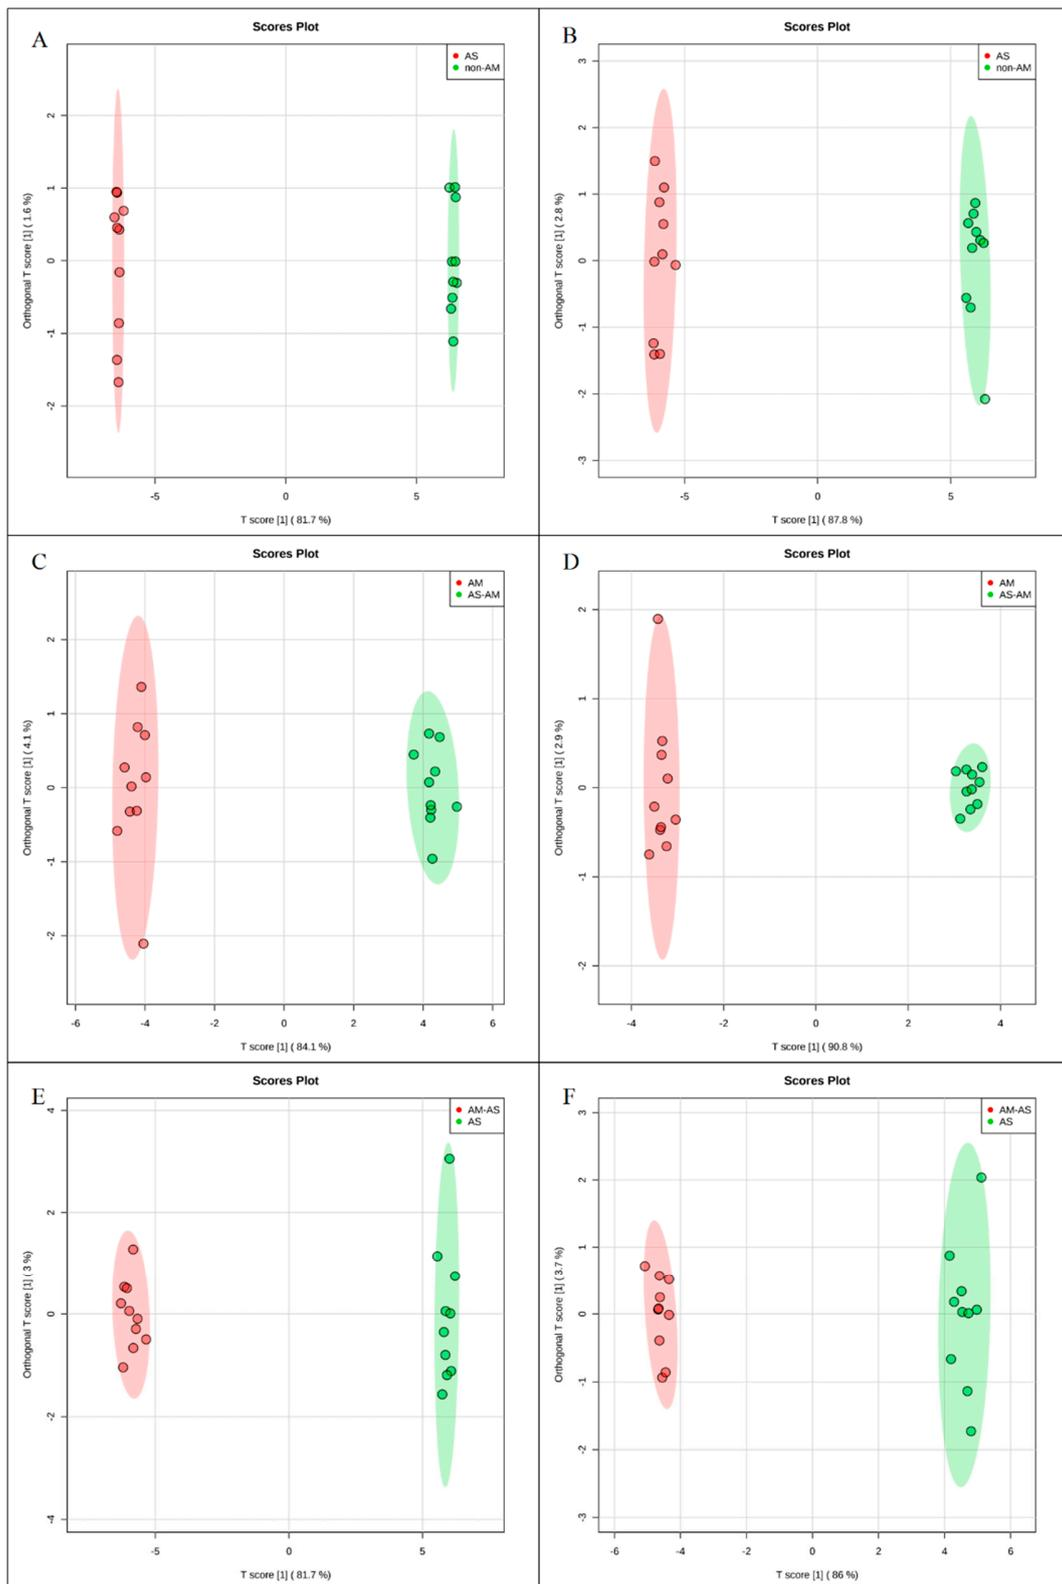 A
Scores Plot
AS
non-AM
Orthogonal T score [1] ( 1.6 %)
2
1
0
-1
-2
-5
0
5
T score [1] ( 81.7 %)
B
Scores Plot
AS
non-AM
Orthogonal T score [1] ( 2.8 %)
3
2
1
0
-1
-2
-3
-5
0
5
T score [1] ( 87.8 %)
C
Scores Plot
AM
AS-AM
Orthogonal T score [1] ( 4.1 %)
2
1
0
-1
-2
-6
-4
-2
0
2
4
6
T score [1] ( 84.1 %)
D
Scores Plot
AM
AS-AM
Orthogonal T score [1] ( 2.9 %)
2
1
0
-1
-2
-4
-2
0
2
4
T score [1] ( 90.8 %)
E
Scores Plot
AM-AS
AS
Orthogonal T score [1] ( 3 %)
4
2
0
-2
-4
-5
0
5
T score [1] ( 81.7 %)
F
Scores Plot
AM-AS
AS
Orthogonal T score [1] ( 3.7 %)
3
2
1
0
-1
-2
-3
-6
-4
-2
0
2
4
6
T score [1] ( 86 %)